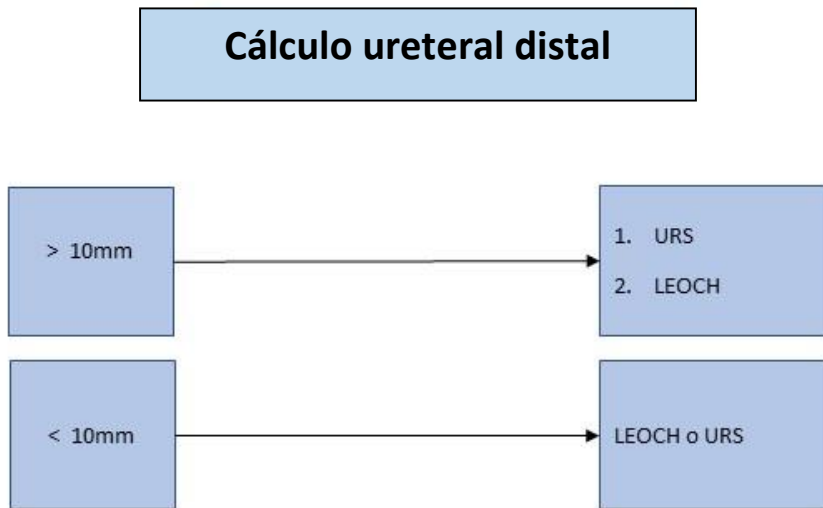 Cálculo ureteral distal
> 10mm
1. URS
2. LEOCH
< 10mm
LEOCH o URS